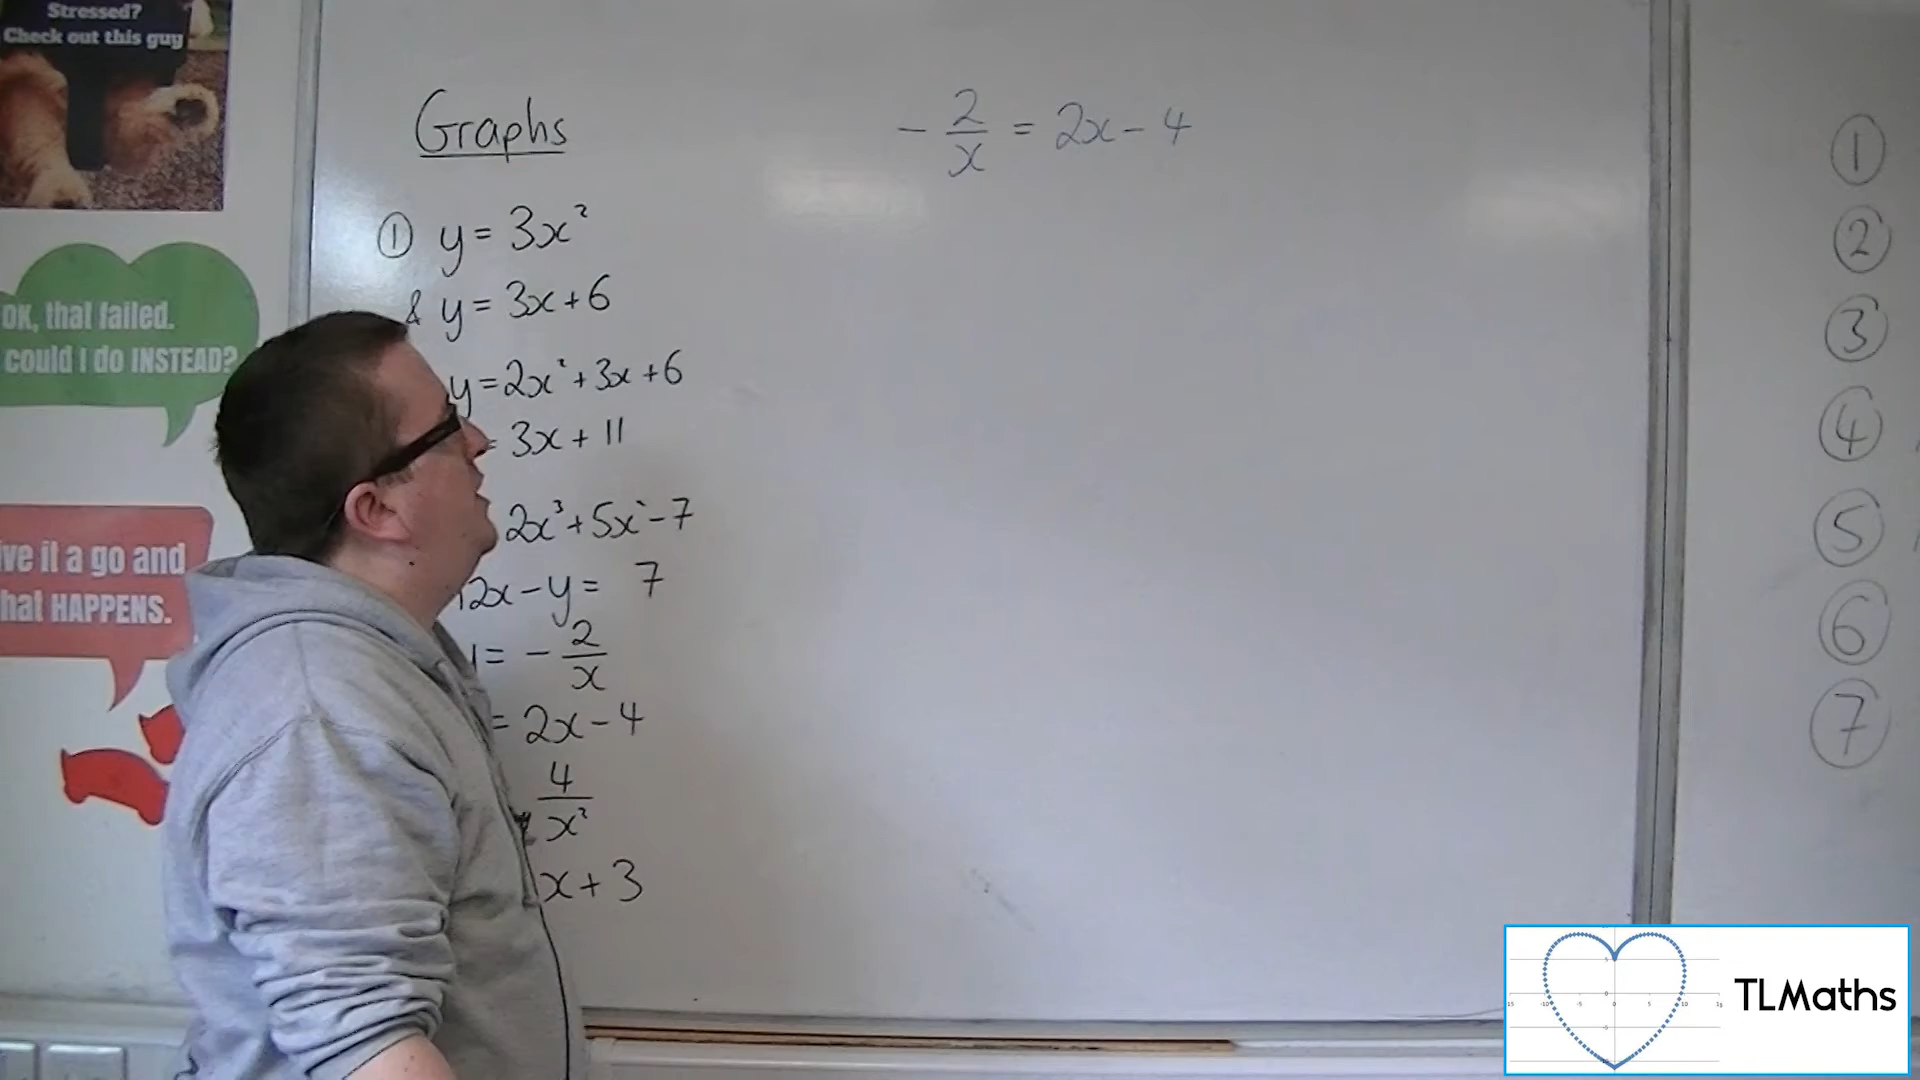 Stressed?
Check out this guy
OK, that failed.
could I do INSTEAD?
ive it a go and
hat HAPPENS.
Graphs
① y = 3x²
& y = 3x + 6
y = 2x² + 3x + 6
= 3x + 11
2x³ + 5x² - 7
12x - y = 7
= - 2/x
= 2x - 4
4/x²
x + 3
- 2/x = 2x - 4
①
②
③
④
⑤
⑥
⑦
TLMaths